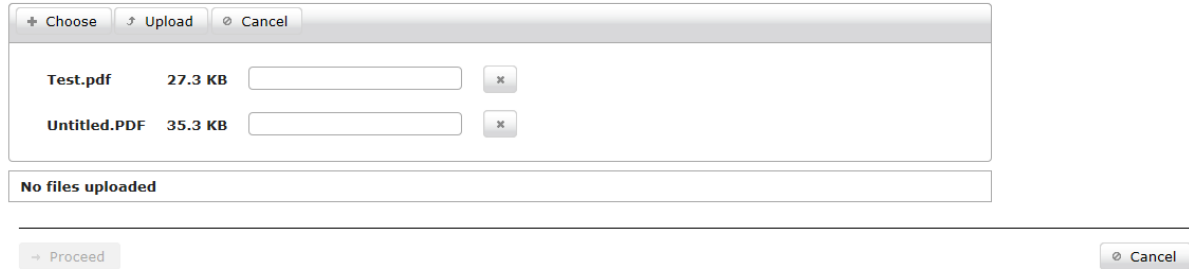 Choose Upload Cancel
Test.pdf 27.3 KB
Untitled.PDF 35.3 KB
No files uploaded
Proceed Cancel